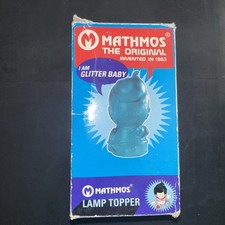 MATHMOS
THE ORIGINAL
INVENTED IN 1963
I AM
GLITTER BABY
MATHMOS®
LAMP TOPPER